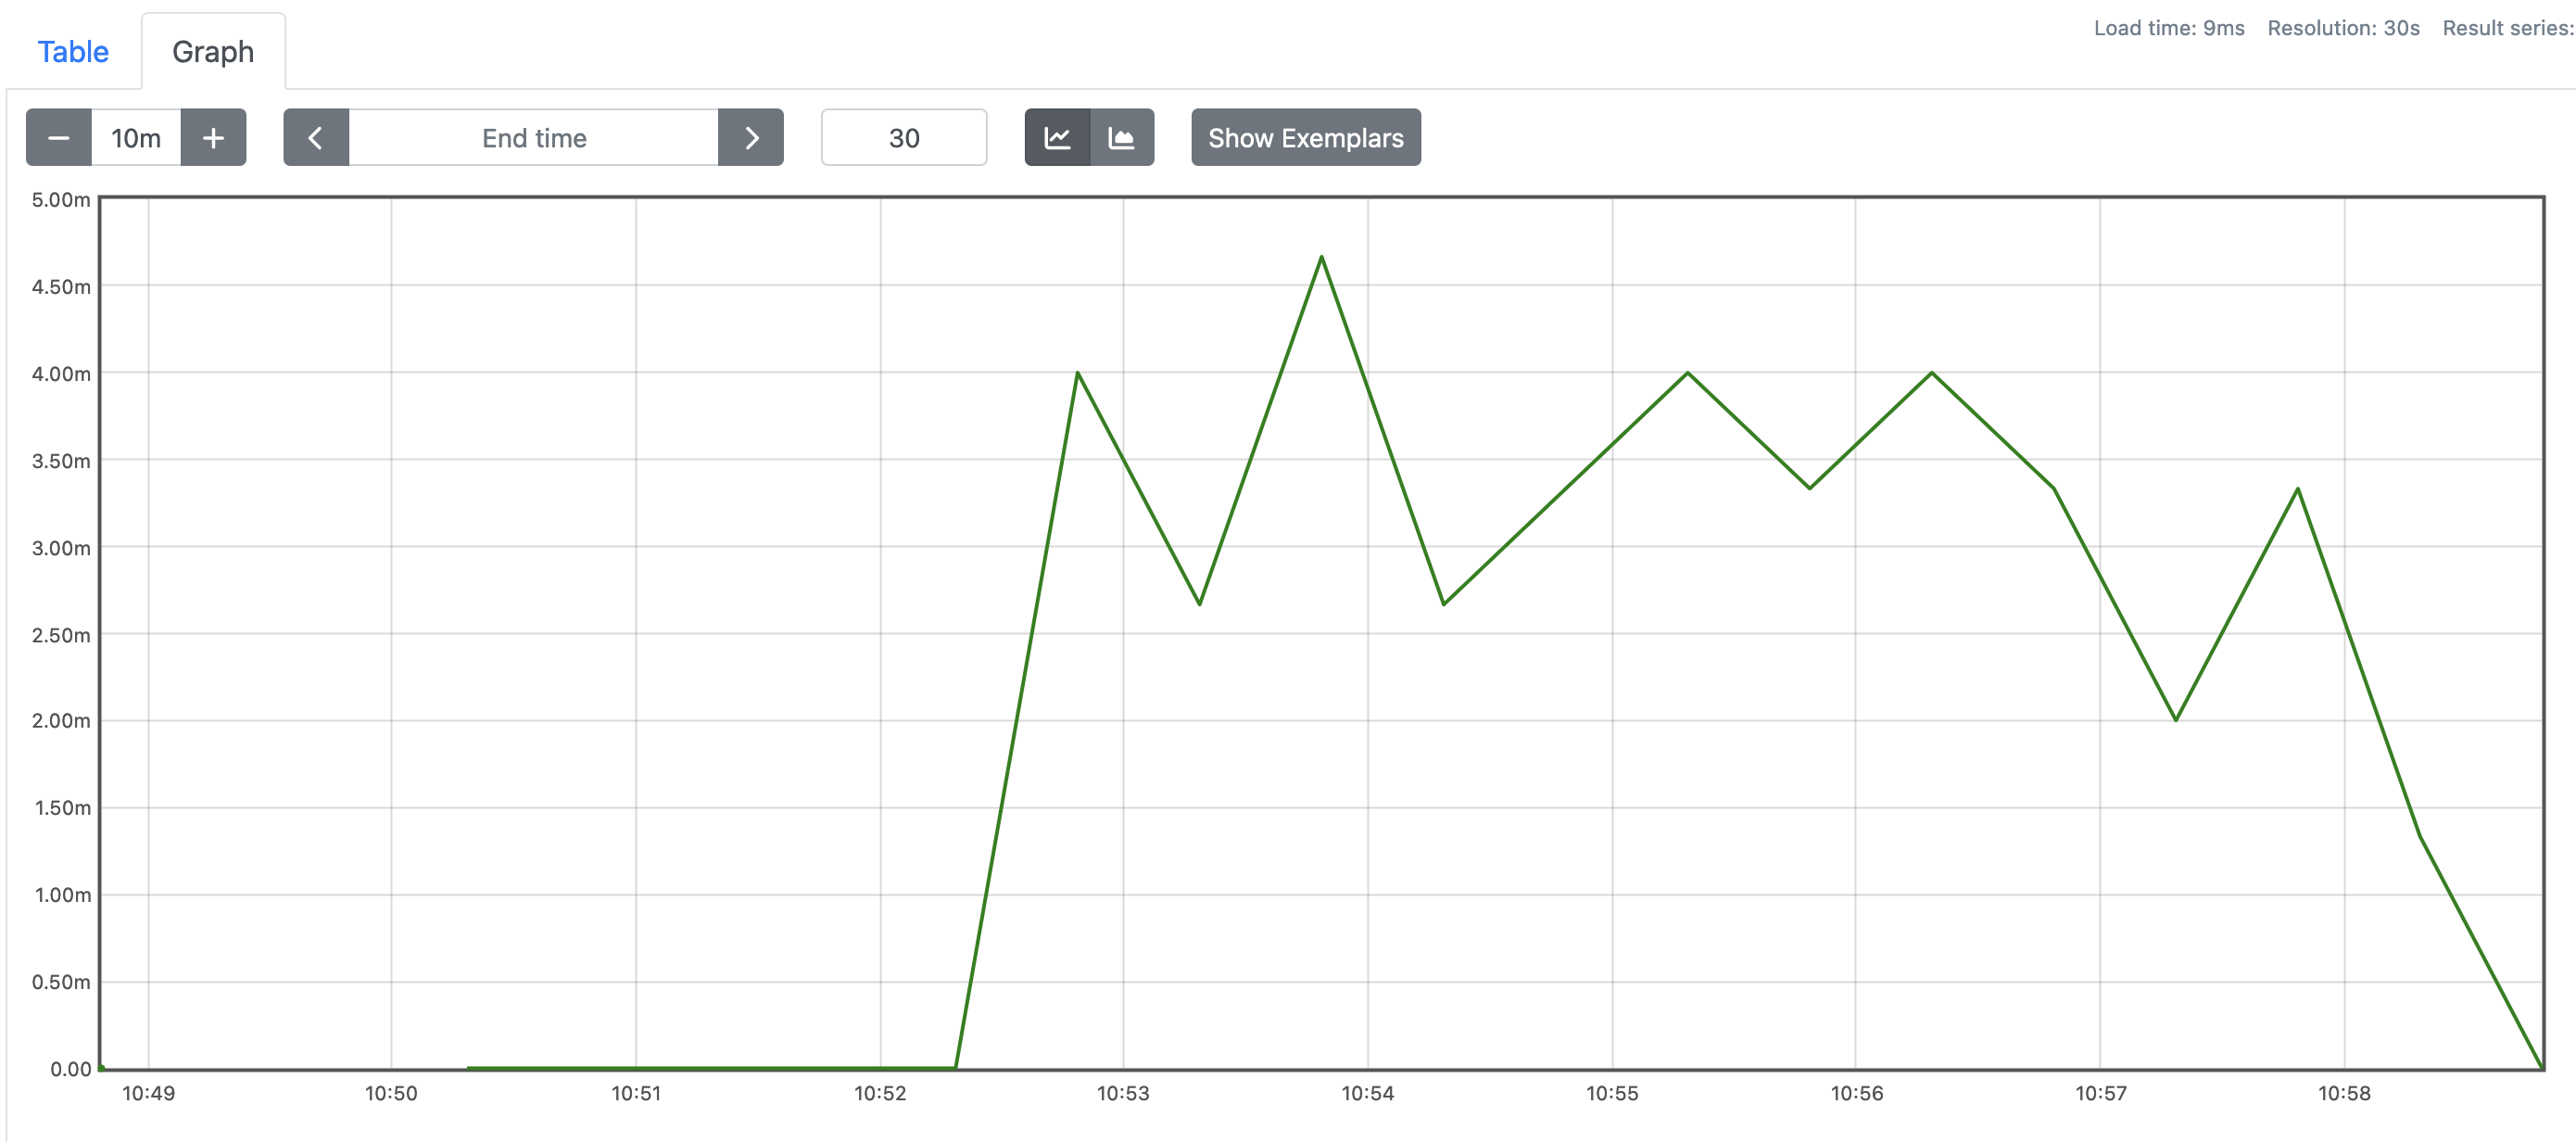 Load time: 9ms Resolution: 30s Result series:
Table Graph
10m End time 30 Show Exemplars
5.00m
4.50m
4.00m
3.50m
3.00m
2.50m
2.00m
1.50m
1.00m
0.50m
0.00
10:49 10:50 10:51 10:52 10:53 10:54 10:55 10:56 10:57 10:58